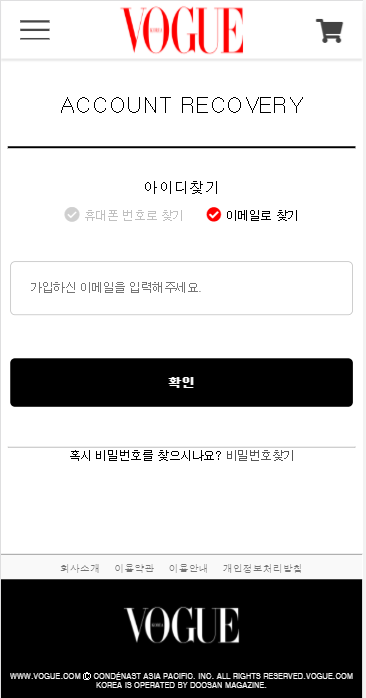 VOGUE
KOREA
ACCOUNT RECOVERY
아이디찾기
휴대폰 번호로 찾기 이메일로 찾기
가입하신 이메일을 입력해주세요.
확인
혹시 비밀번호를 찾으시나요? 비밀번호찾기
회사소개 이용약관 이용안내 개인정보처리방침
VOGUE
KOREA
WWW.VOGUE.COM © CONDÉNAST ASIA PACIFIC. INC. ALL RIGHTS RESERVED.VOGUE.COM
KOREA IS OPERATED BY DOOSAN MAGAZINE.